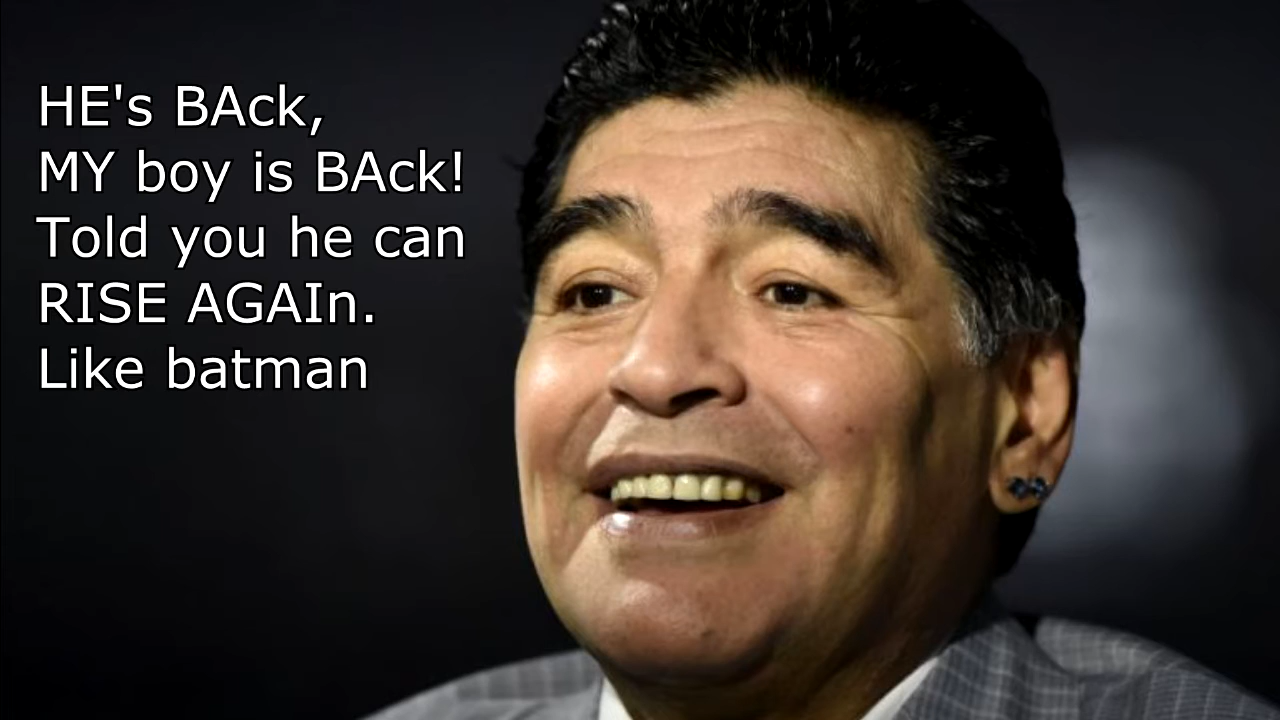 HE's BAck,
MY boy is BAck!
Told you he can
RISE AGAIn.
Like batman